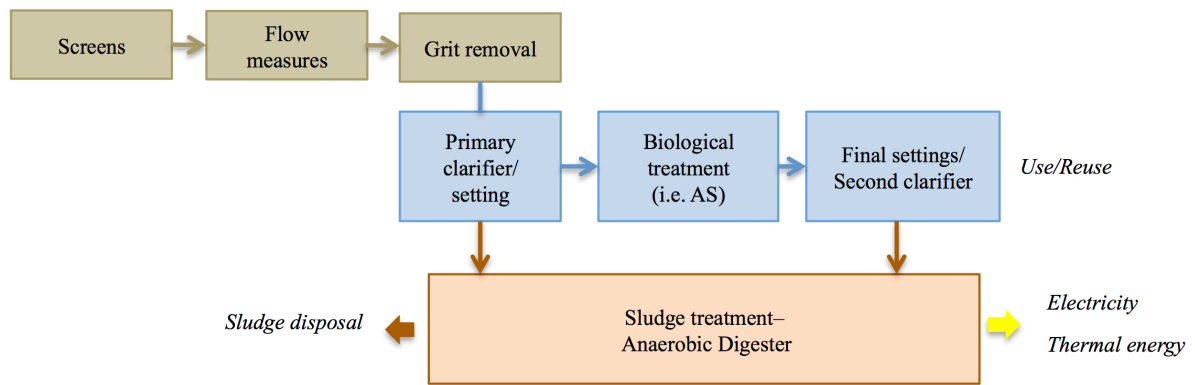 Screens
Flow
measures
Grit removal
Primary
clarifier/
setting
Biological
treatment
(i.e. AS)
Final settings/
Second clarifier
Use/Reuse
Sludge disposal
Sludge treatment–
Anaerobic Digester
Electricity
Thermal energy